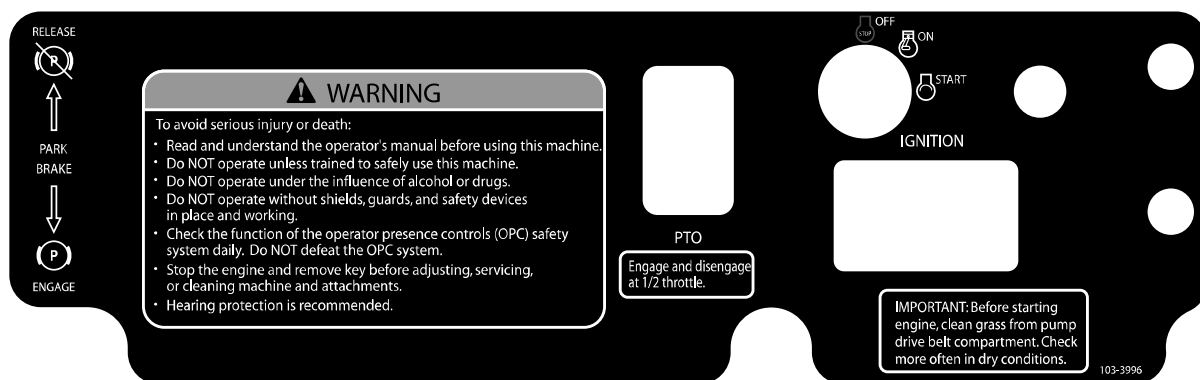 RELEASE
P
PARK
BRAKE
P
ENGAGE
WARNING
To avoid serious injury or death:
· Read and understand the operator's manual before using this machine.
· Do NOT operate unless trained to safely use this machine.
· Do NOT operate under the influence of alcohol or drugs.
· Do NOT operate without shields, guards, and safety devices
in place and working.
· Check the function of the operator presence controls (OPC) safety
system daily. Do NOT defeat the OPC system.
· Stop the engine and remove key before adjusting, servicing,
or cleaning machine and attachments.
· Hearing protection is recommended.
PTO
Engage and disengage
at 1/2 throttle.
OFF
STOP
ON
START
IGNITION
IMPORTANT: Before starting
engine, clean grass from pump
drive belt compartment. Check
more often in dry conditions.
103-3996